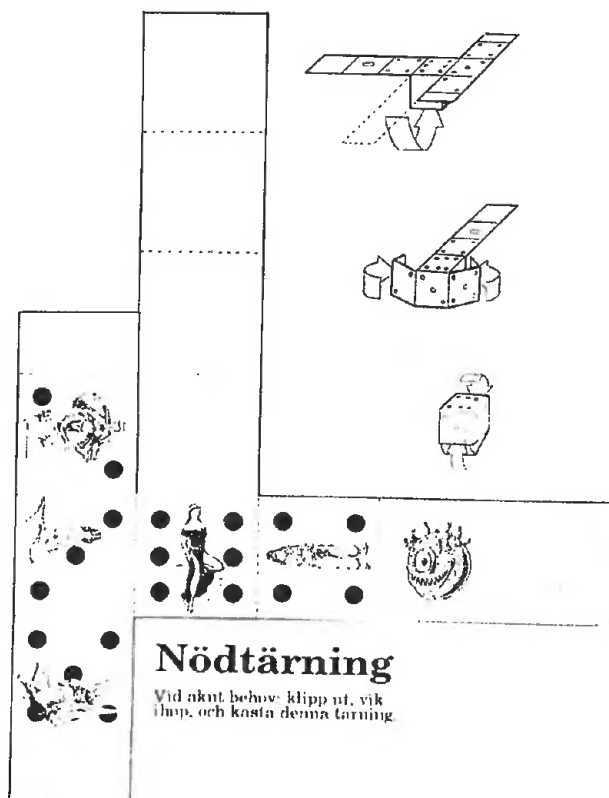 Nödtärning
Vid akut behov: klipp ut, vik
ihop, och kasta denna tärning.